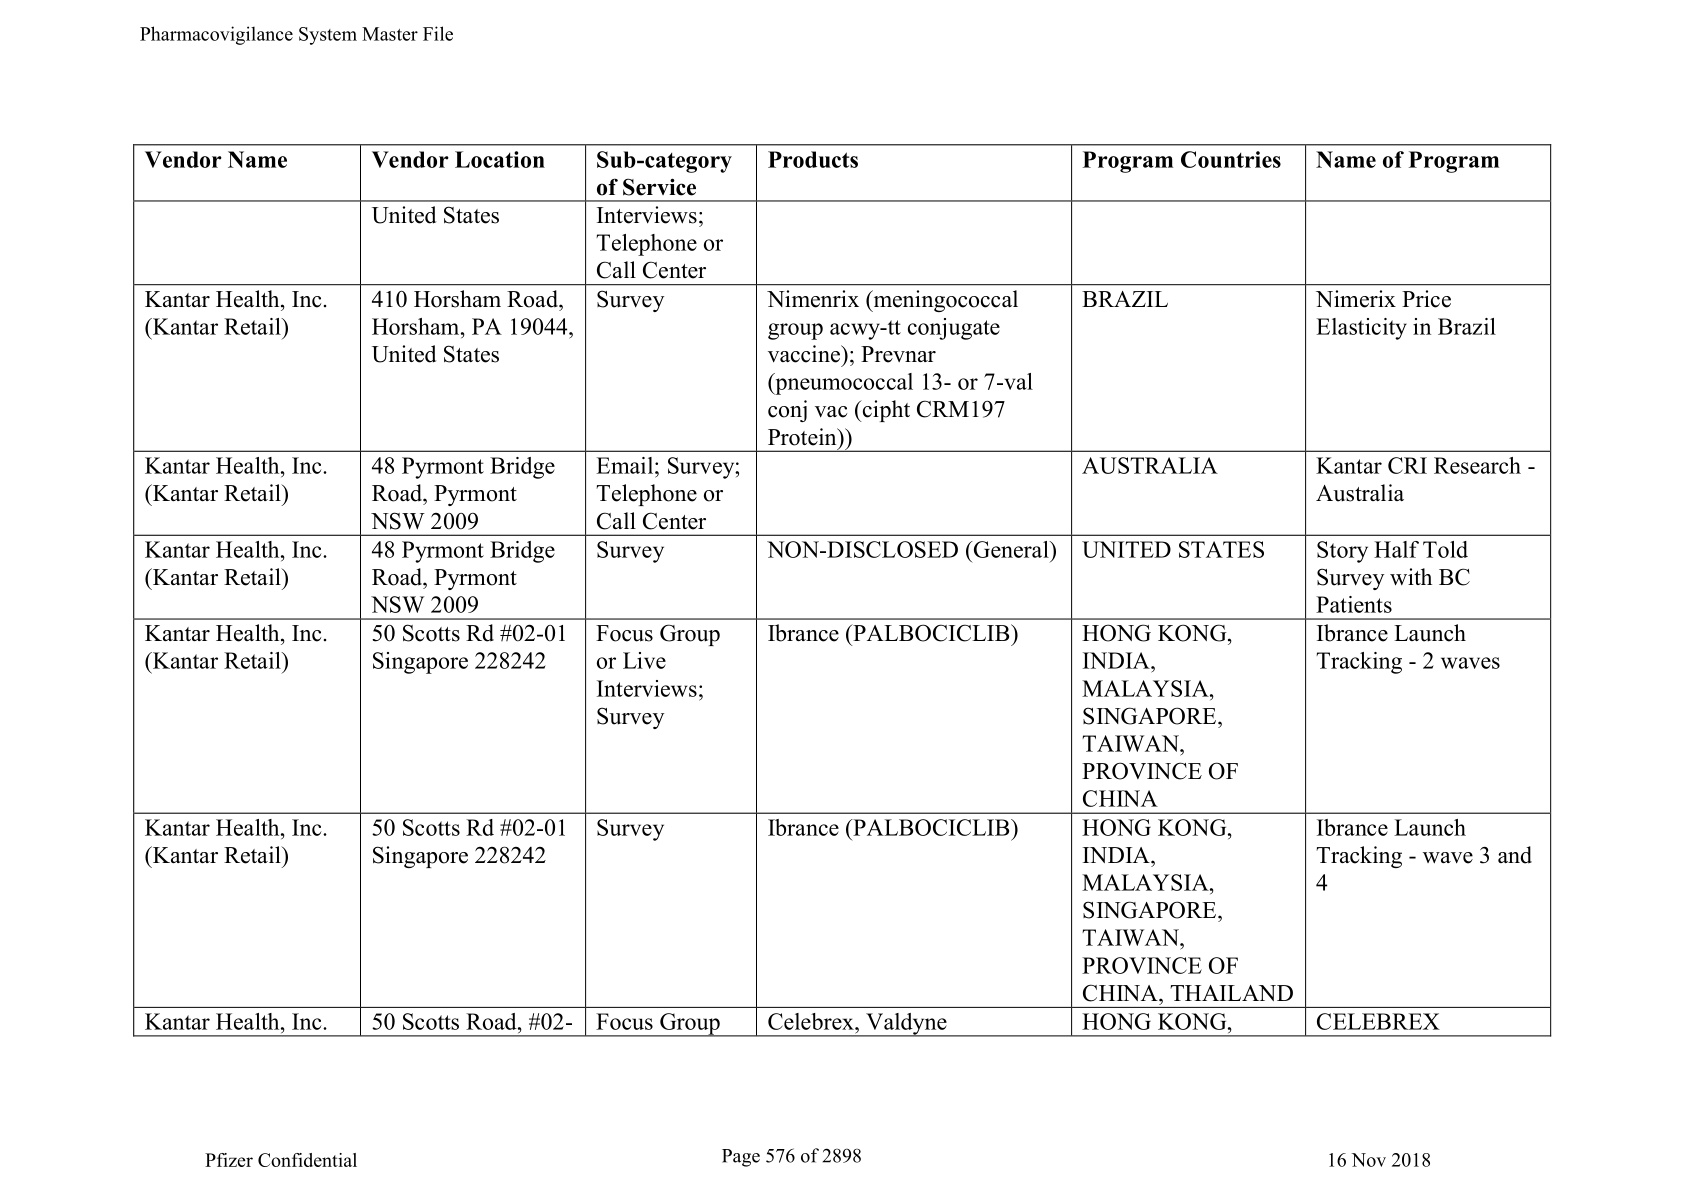 Pharmacovigilance System Master File
Vendor Name
Vendor Location
Sub-category
of Service
Products
Program Countries
Name of Program
United States
Interviews;
Telephone or
Call Center
Kantar Health, Inc.
(Kantar Retail)
410 Horsham Road,
Horsham, PA 19044,
United States
Survey
Nimenrix (meningococcal
group acwy-tt conjugate
vaccine); Prevnar
(pneumococcal 13- or 7-val
conj vac (cipht CRM197
Protein))
BRAZIL
Nimerix Price
Elasticity in Brazil
Kantar Health, Inc.
(Kantar Retail)
48 Pyrmont Bridge
Road, Pyrmont
NSW 2009
Email; Survey;
Telephone or
Call Center
AUSTRALIA
Kantar CRI Research -
Australia
Kantar Health, Inc.
(Kantar Retail)
48 Pyrmont Bridge
Road, Pyrmont
NSW 2009
Survey
NON-DISCLOSED (General)
UNITED STATES
Story Half Told
Survey with BC
Patients
Kantar Health, Inc.
(Kantar Retail)
50 Scotts Rd #02-01
Singapore 228242
Focus Group
or Live
Interviews;
Survey
Ibrance (PALBOCICLIB)
HONG KONG,
INDIA,
MALAYSIA,
SINGAPORE,
TAIWAN,
PROVINCE OF
CHINA
Ibrance Launch
Tracking - 2 waves
Kantar Health, Inc.
(Kantar Retail)
50 Scotts Rd #02-01
Singapore 228242
Survey
Ibrance (PALBOCICLIB)
HONG KONG,
INDIA,
MALAYSIA,
SINGAPORE,
TAIWAN,
PROVINCE OF
CHINA, THAILAND
Ibrance Launch
Tracking - wave 3 and
4
Kantar Health, Inc.
50 Scotts Road, #02-
Focus Group
Celebrex, Valdyne
HONG KONG,
CELEBREX
Pfizer Confidential
Page 576 of 2898
16 Nov 2018